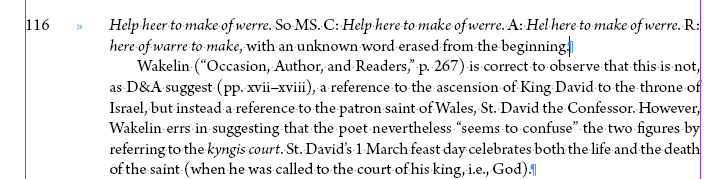 116 » Help heer to make of werre. So MS. C: Help here to make of werre. A: Hel here to make of werre. R:
here of warre to make, with an unknown word erased from the beginning.¶
Wakelin (“Occasion, Author, and Readers,” p. 267) is correct to observe that this is not,
as D&A suggest (pp. xvii–xviii), a reference to the ascension of King David to the throne of
Israel, but instead a reference to the patron saint of Wales, St. David the Confessor. However,
Wakelin errs in suggesting that the poet nevertheless “seems to confuse” the two figures by
referring to the kyngis court. St. David’s 1 March feast day celebrates both the life and the death
of the saint (when he was called to the court of his king, i.e., God).¶